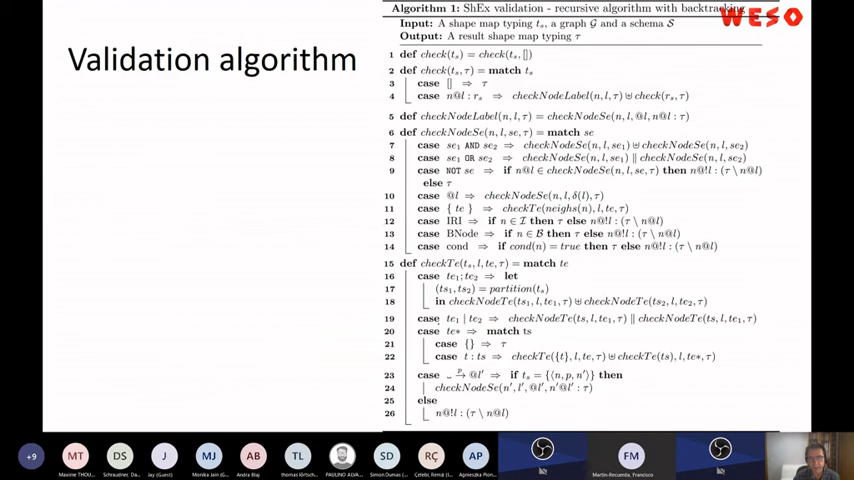 Algorithm 1: ShEx validation - recursive algorithm with backtracking
WESO
Input: A shape map typing tₛ, a graph 𝒢 and a schema 𝒮
Output: A result shape map typing τ
Validation algorithm
1 def check(tₛ) = check(tₛ, [])
2 def check(tₛ, τ) = match tₛ
3 case [] ⇒ τ
4 case n@l : rₛ ⇒ checkNodeLabel(n, l, τ) ⊎ check(rₛ, τ)
5 def checkNodeLabel(n, l, τ) = checkNodeSe(n, l, @l, n@l : τ)
6 def checkNodeSe(n, l, se, τ) = match se
7 case se₁ AND se₂ ⇒ checkNodeSe(n, l, se₁) ⊎ checkNodeSe(n, l, se₂)
8 case se₁ OR se₂ ⇒ checkNodeSe(n, l, se₁) || checkNodeSe(n, l, se₂)
9 case NOT se ⇒ if n@l ∈ checkNodeSe(n, l, se, τ) then n@!l : (τ \ n@l)
else τ
10 case @l ⇒ checkNodeSe(n, l, δ(l), τ)
11 case { te } ⇒ checkTe(neighs(n), l, te, τ)
12 case IRI ⇒ if n ∈ ℐ then τ else n@!l : (τ \ n@l)
13 case BNode ⇒ if n ∈ ℬ then τ else n@!l : (τ \ n@l)
14 case cond ⇒ if cond(n) = true then τ else n@!l : (τ \ n@l)
15 def checkTe(tₛ, l, te, τ) = match te
16 case te₁; te₂ ⇒ let
17 (ts₁, ts₂) = partition(tₛ)
18 in checkNodeTe(ts₁, l, te₁, τ) ⊎ checkNodeTe(ts₂, l, te₂, τ)
19 case te₁ | te₂ ⇒ checkNodeTe(ts, l, te₁, τ) || checkNodeTe(ts, l, te₁, τ)
20 case te* ⇒ match ts
21 case {} ⇒ τ
22 case t : ts ⇒ checkTe({t}, l, te, τ) ⊎ checkTe(ts), l, te*, τ)
23 case _ →ᵖ @l′ ⇒ if tₛ = {⟨n, p, n′⟩} then
24 checkNodeSe(n′, l′, @l′, n′@l′ : τ)
25 else
26 n@!l : (τ \ n@l)
+9
MT
DS
J
MJ
AB
TL
SD
RÇ
AP
FM
Maxime THOU...
Schraudner, Dan...
Jay (Guest)
Monika Jain (G...
Andra Blaj
thomas lörtsch...
PAULINO ALVA...
Simon Dumas (...
Çelebi, Remzi (I...
Agnieszka Pion...
Martin-Recuerda, Francisco